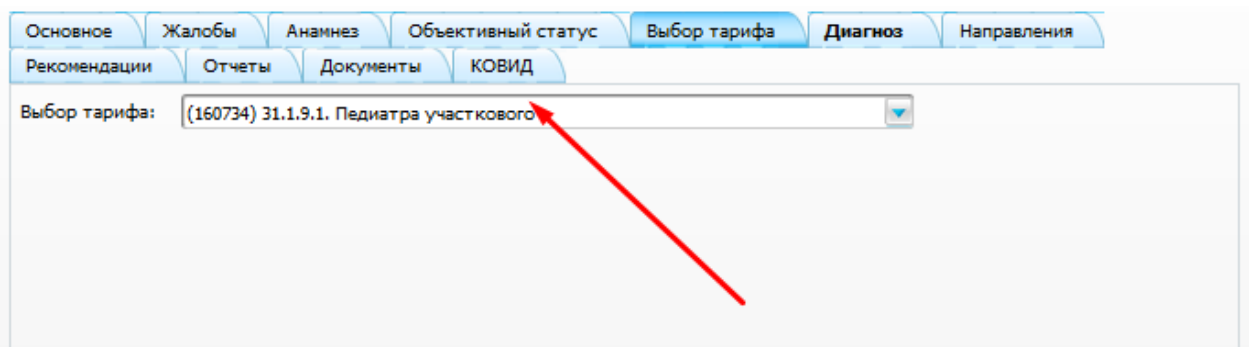 Основное Жалобы Анамнез Объективный статус Выбор тарифа Диагноз Направления
Рекомендации Отчеты Документы КОВИД
Выбор тарифа: (160734) 31.1.9.1. Педиатра участкового